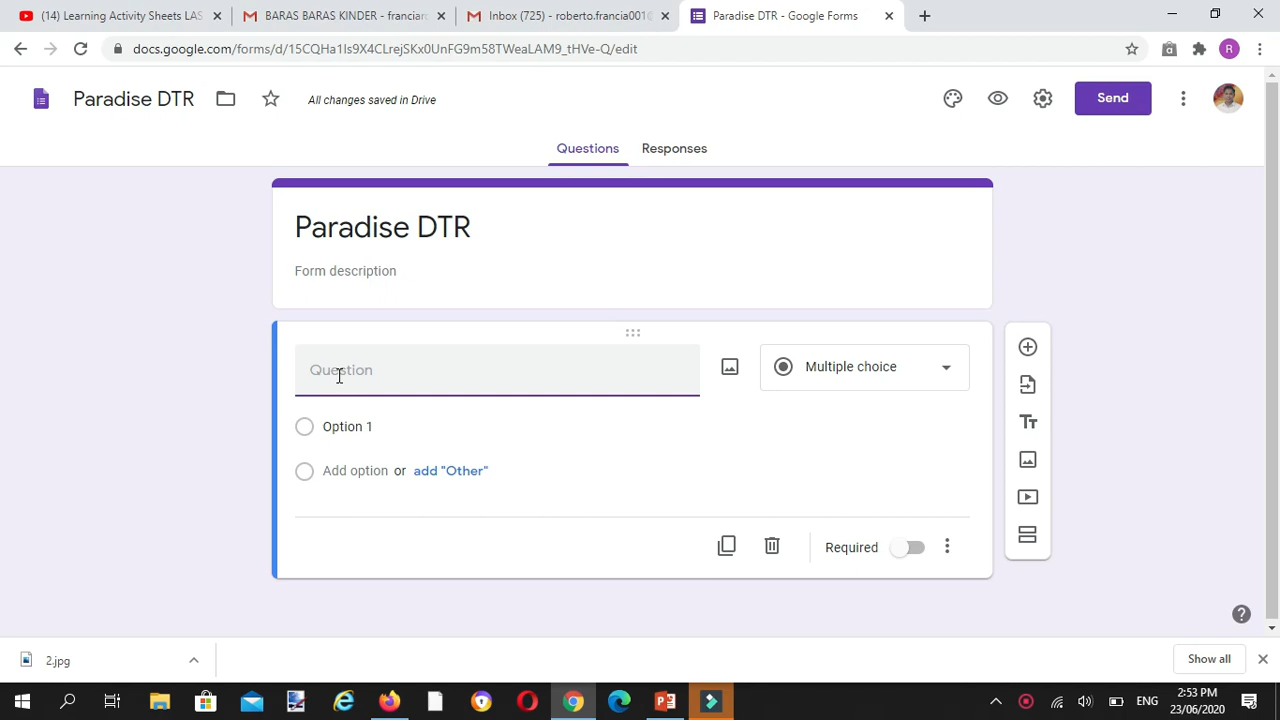 (14) Learning Activity Sheets LAS
BARAS BARAS KINDER - francian
Inbox (725) - roberto.francia001@
Paradise DTR - Google Forms
docs.google.com/forms/d/15CQHa1Is9X4CLrejSKx0UnFG9m58TWeaLAM9_tHVe-Q/edit
R
Paradise DTR
All changes saved in Drive
Send
Questions
Responses
Paradise DTR
Form description
Question
Multiple choice
Option 1
Add option or add "Other"
Tт
Required
2.jpg
Show all
ENG
2:53 PM
23/06/2020